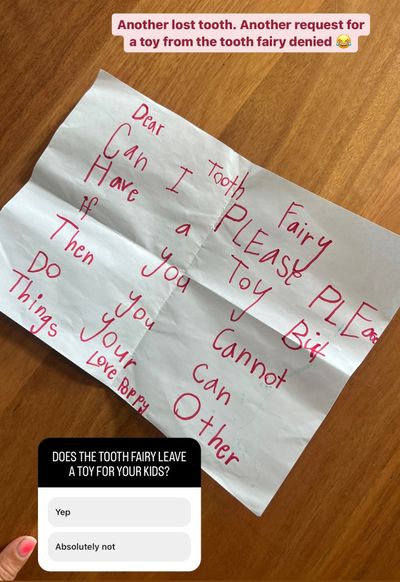 Another lost tooth. Another request for
a toy from the tooth fairy denied 😂
Dear Tooth Fairy
Can I PLEASE PLEase
Have a Toy But
if you Cannot
Then you can
DO your Other
Things
Love Poppy
DOES THE TOOTH FAIRY LEAVE
A TOY FOR YOUR KIDS?
Yep
Absolutely not